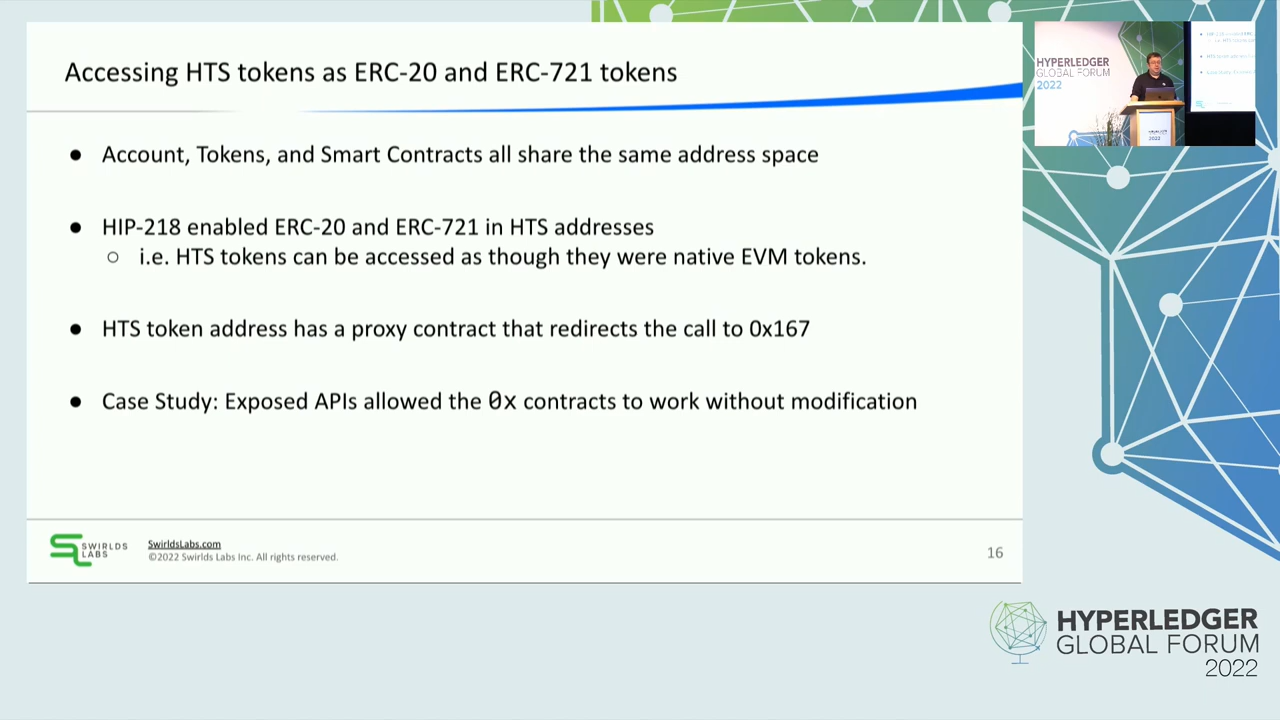 Accessing HTS tokens as ERC-20 and ERC-721 tokens
● Account, Tokens, and Smart Contracts all share the same address space
● HIP-218 enabled ERC-20 and ERC-721 in HTS addresses
○ i.e. HTS tokens can be accessed as though they were native EVM tokens.
● HTS token address has a proxy contract that redirects the call to 0x167
● Case Study: Exposed APIs allowed the 0x contracts to work without modification
SWIRLDS
LABS
SwirldsLabs.com
©2022 Swirlds Labs Inc. All rights reserved.
16
HYPERLEDGER
GLOBAL FORUM
2022
HYPERLEDGER
GLOBAL FORUM
2022